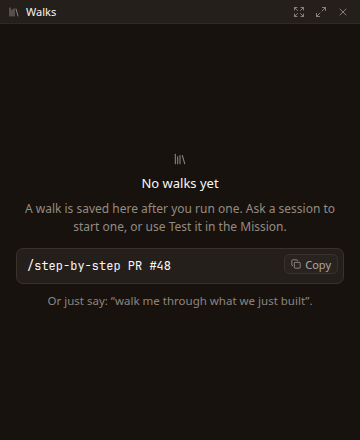 Walks
No walks yet
A walk is saved here after you run one. Ask a session to
start one, or use Test it in the Mission.
/step-by-step PR #48
Copy
Or just say: “walk me through what we just built”.